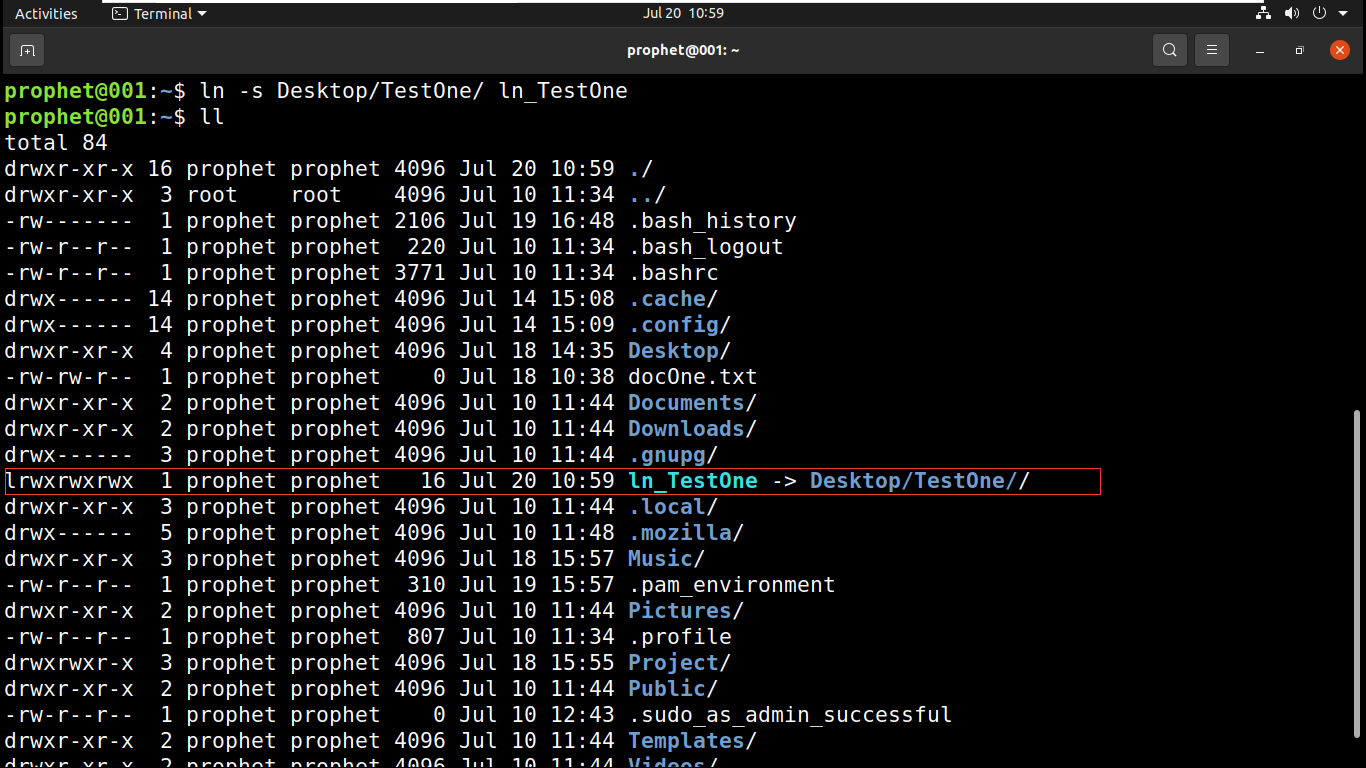 Activities Terminal Jul 20 10:59
prophet@001: ~
prophet@001:~$ ln -s Desktop/TestOne/ ln_TestOne
prophet@001:~$ ll
total 84
drwxr-xr-x 16 prophet prophet 4096 Jul 20 10:59 ./
drwxr-xr-x  3 root    root    4096 Jul 10 11:34 ../
-rw-------  1 prophet prophet 2106 Jul 19 16:48 .bash_history
-rw-r--r--  1 prophet prophet  220 Jul 10 11:34 .bash_logout
-rw-r--r--  1 prophet prophet 3771 Jul 10 11:34 .bashrc
drwx------ 14 prophet prophet 4096 Jul 14 15:08 .cache/
drwx------ 14 prophet prophet 4096 Jul 14 15:09 .config/
drwxr-xr-x  4 prophet prophet 4096 Jul 18 14:35 Desktop/
-rw-rw-r--  1 prophet prophet    0 Jul 18 10:38 docOne.txt
drwxr-xr-x  2 prophet prophet 4096 Jul 10 11:44 Documents/
drwxr-xr-x  2 prophet prophet 4096 Jul 10 11:44 Downloads/
drwx------  3 prophet prophet 4096 Jul 10 11:44 .gnupg/
lrwxrwxrwx  1 prophet prophet   16 Jul 20 10:59 ln_TestOne -> Desktop/TestOne//
drwxr-xr-x  3 prophet prophet 4096 Jul 10 11:44 .local/
drwx------  5 prophet prophet 4096 Jul 10 11:48 .mozilla/
drwxr-xr-x  3 prophet prophet 4096 Jul 18 15:57 Music/
-rw-r--r--  1 prophet prophet  310 Jul 19 15:57 .pam_environment
drwxr-xr-x  2 prophet prophet 4096 Jul 10 11:44 Pictures/
-rw-r--r--  1 prophet prophet  807 Jul 10 11:34 .profile
drwxrwxr-x  3 prophet prophet 4096 Jul 18 15:55 Project/
drwxr-xr-x  2 prophet prophet 4096 Jul 10 11:44 Public/
-rw-r--r--  1 prophet prophet    0 Jul 10 12:43 .sudo_as_admin_successful
drwxr-xr-x  2 prophet prophet 4096 Jul 10 11:44 Templates/
drwxr-xr-x  2 prophet prophet 4096 Jul 10 11:44 Videos/